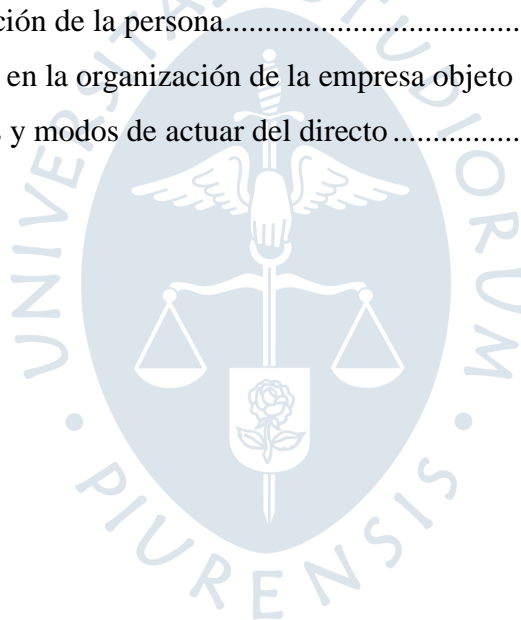 ción de la persona....................................
en la organización de la empresa objeto
s y modos de actuar del directo ..................
UNIVERSITAS STUDIORUM
• PIURENSIS •